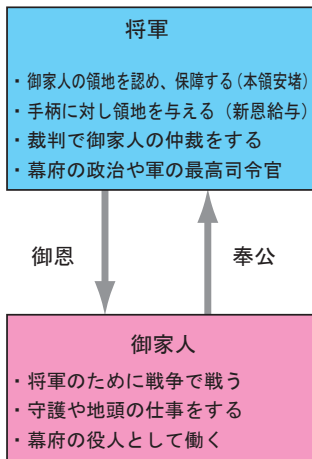 将軍
・御家人の領地を認め、保障する(本領安堵)
・手柄に対し領地を与える（新恩給与）
・裁判で御家人の仲裁をする
・幕府の政治や軍の最高司令官
御恩
奉公
御家人
・将軍のために戦争で戦う
・守護や地頭の仕事をする
・幕府の役人として働く